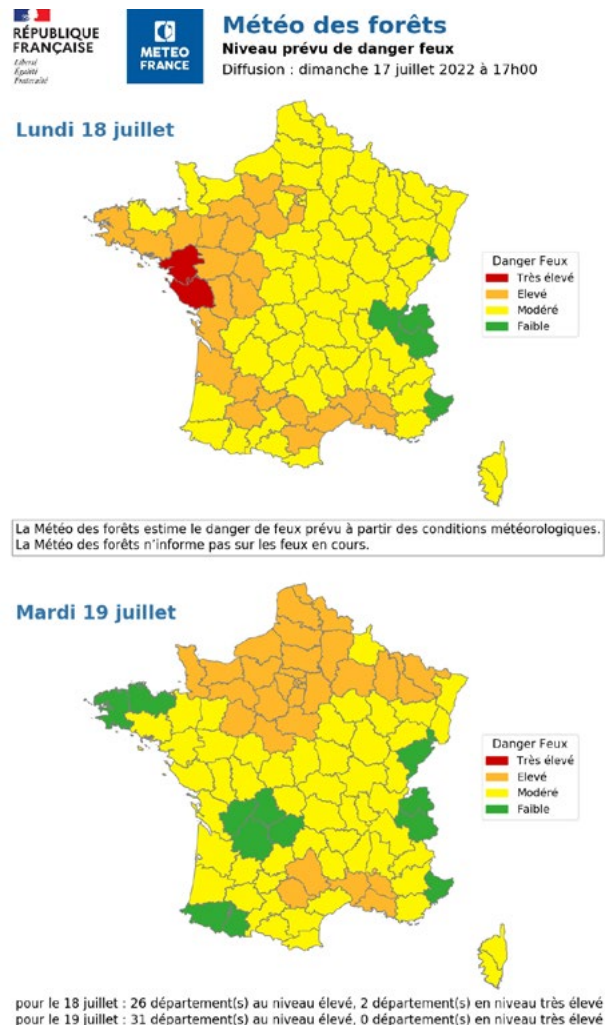 RÉPUBLIQUE
FRANÇAISE
Liberté
Égalité
Fraternité
METEO
FRANCE
Météo des forêts
Niveau prévu de danger feux
Diffusion : dimanche 17 juillet 2022 à 17h00
Lundi 18 juillet
Danger Feux
Très élevé
Elevé
Modéré
Faible
La Météo des forêts estime le danger de feux prévu à partir des conditions météorologiques.
La Météo des forêts n'informe pas sur les feux en cours.
Mardi 19 juillet
Danger Feux
Très élevé
Elevé
Modéré
Faible
pour le 18 juillet : 26 département(s) au niveau élevé, 2 département(s) en niveau très élevé
pour le 19 juillet : 31 département(s) au niveau élevé, 0 département(s) en niveau très élevé